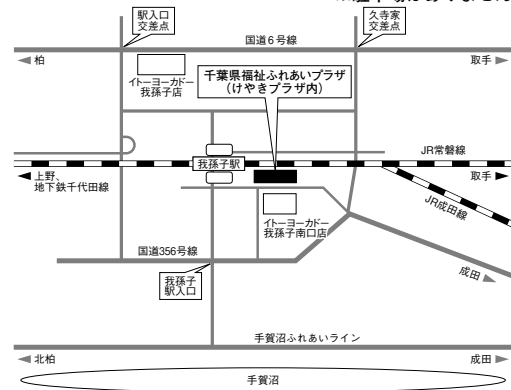 駅入口
交差点
久寺家
交差点
国道6号線
柏
取手
イトーヨーカドー
我孫子店
千葉県福祉ふれあいプラザ
(けやきプラザ内)
JR常磐線
我孫子駅
上野、
地下鉄千代田線
取手
JR成田線
イトーヨーカドー
我孫子南口店
国道356号線
成田
我孫子
駅入口
手賀沼ふれあいライン
北柏
成田
手賀沼